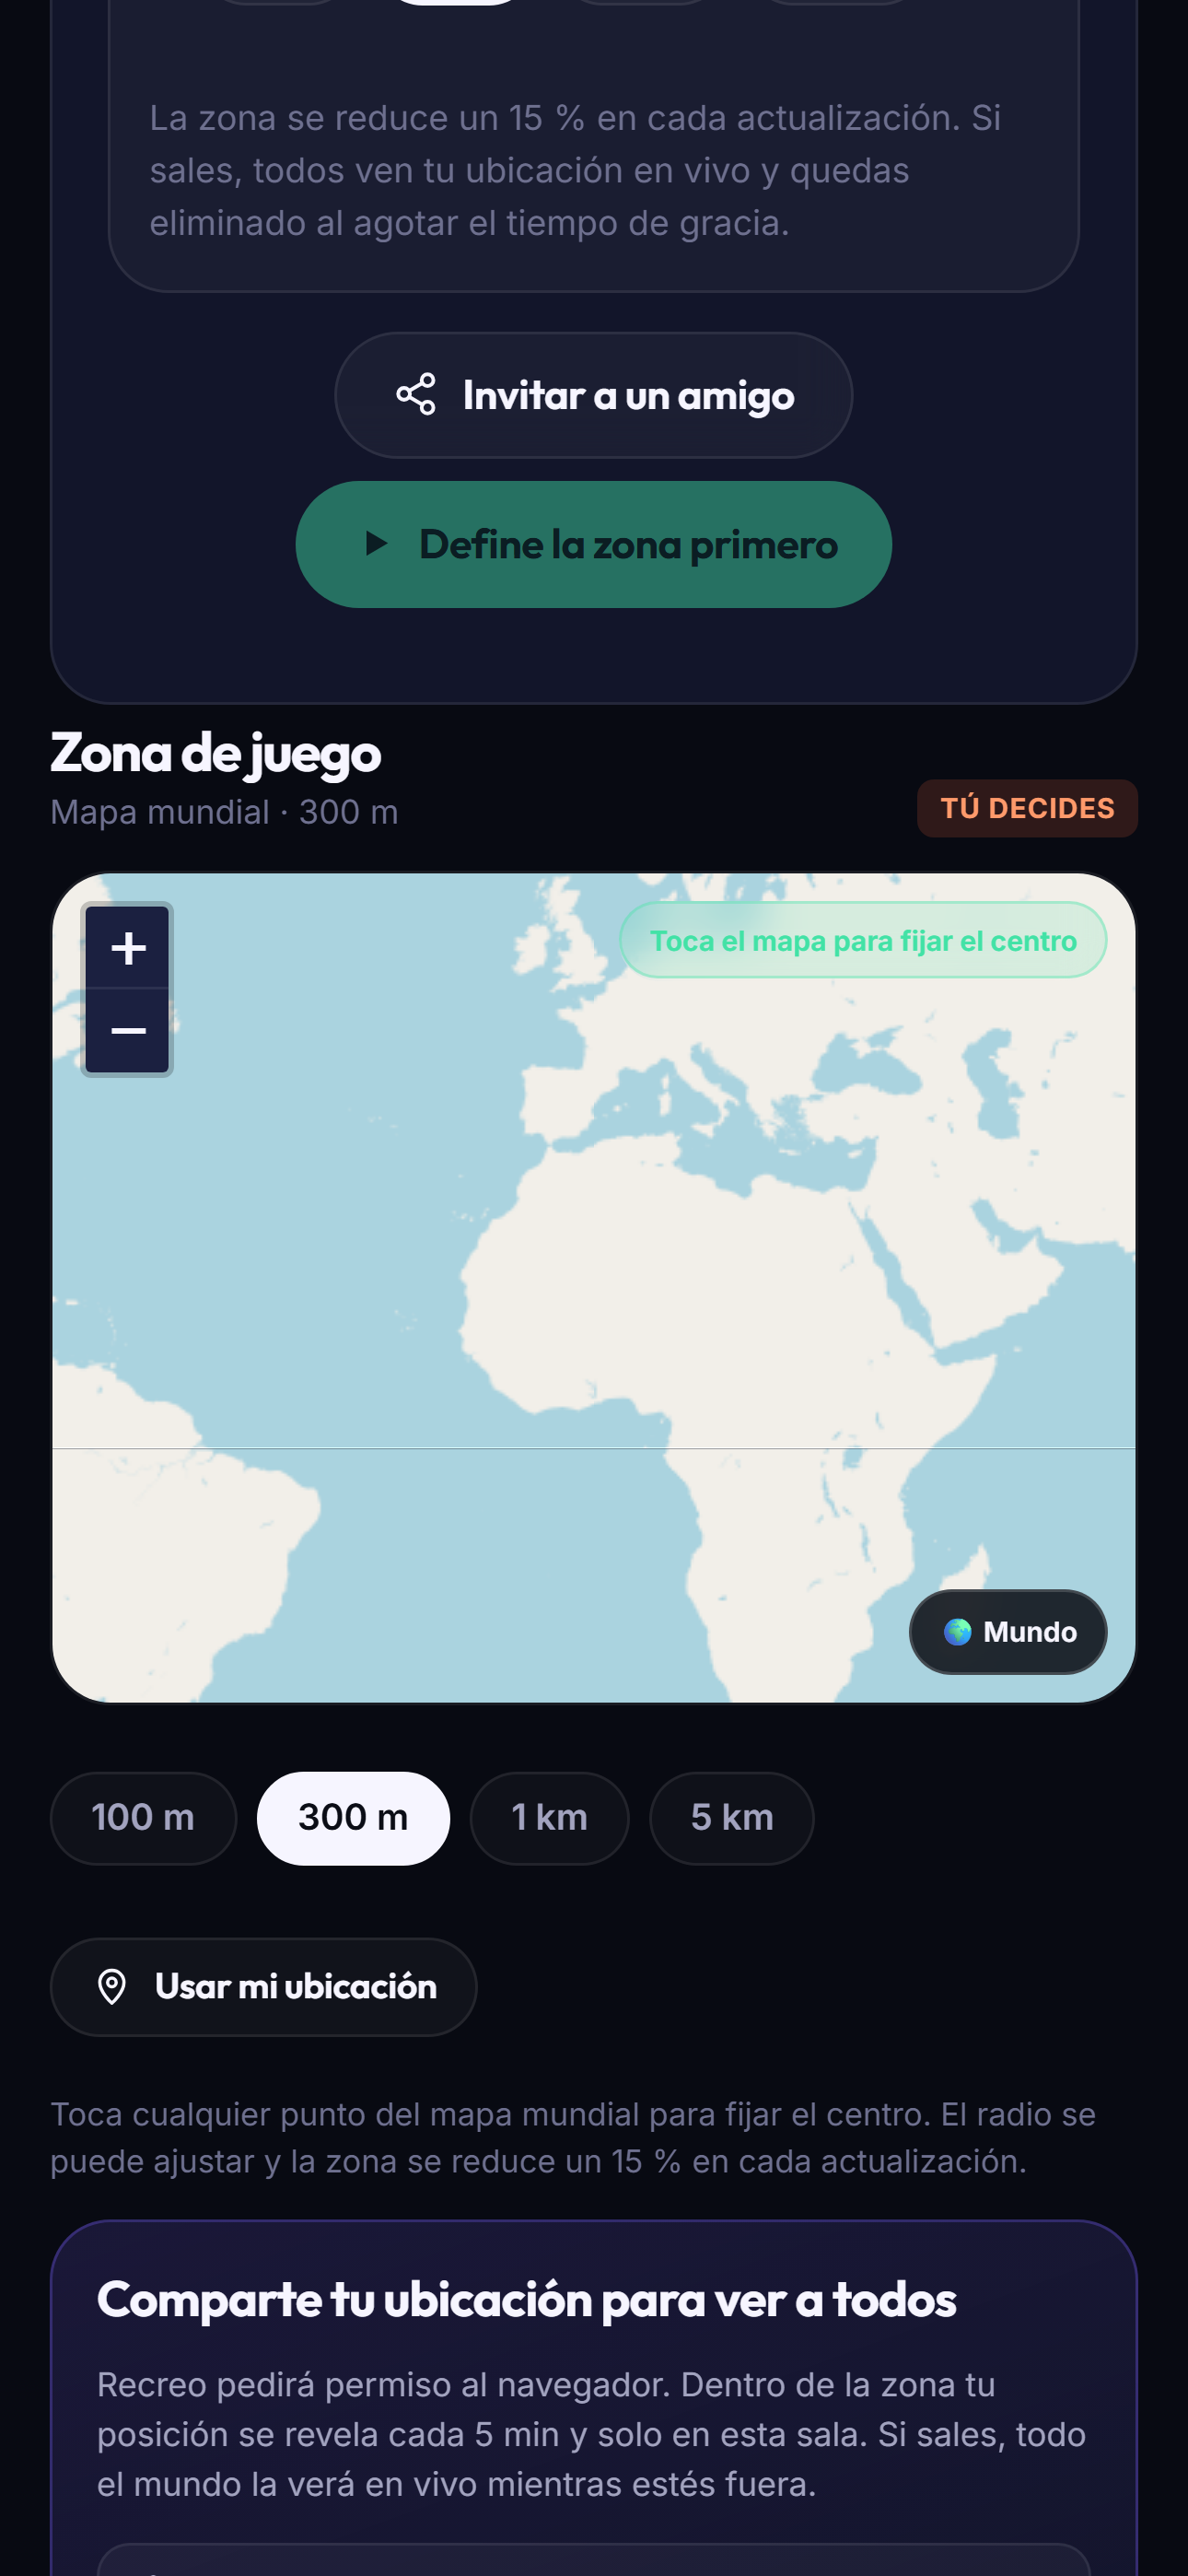 La zona se reduce un 15 % en cada actualización. Si
sales, todos ven tu ubicación en vivo y quedas
eliminado al agotar el tiempo de gracia.
Invitar a un amigo
Define la zona primero
Zona de juego
Mapa mundial · 300 m
TÚ DECIDES
+
Toca el mapa para fijar el centro
−
Mundo
100 m
300 m
1 km
5 km
Usar mi ubicación
Toca cualquier punto del mapa mundial para fijar el centro. El radio se
puede ajustar y la zona se reduce un 15 % en cada actualización.
Comparte tu ubicación para ver a todos
Recreo pedirá permiso al navegador. Dentro de la zona tu
posición se revela cada 5 min y solo en esta sala. Si sales, todo
el mundo la verá en vivo mientras estés fuera.